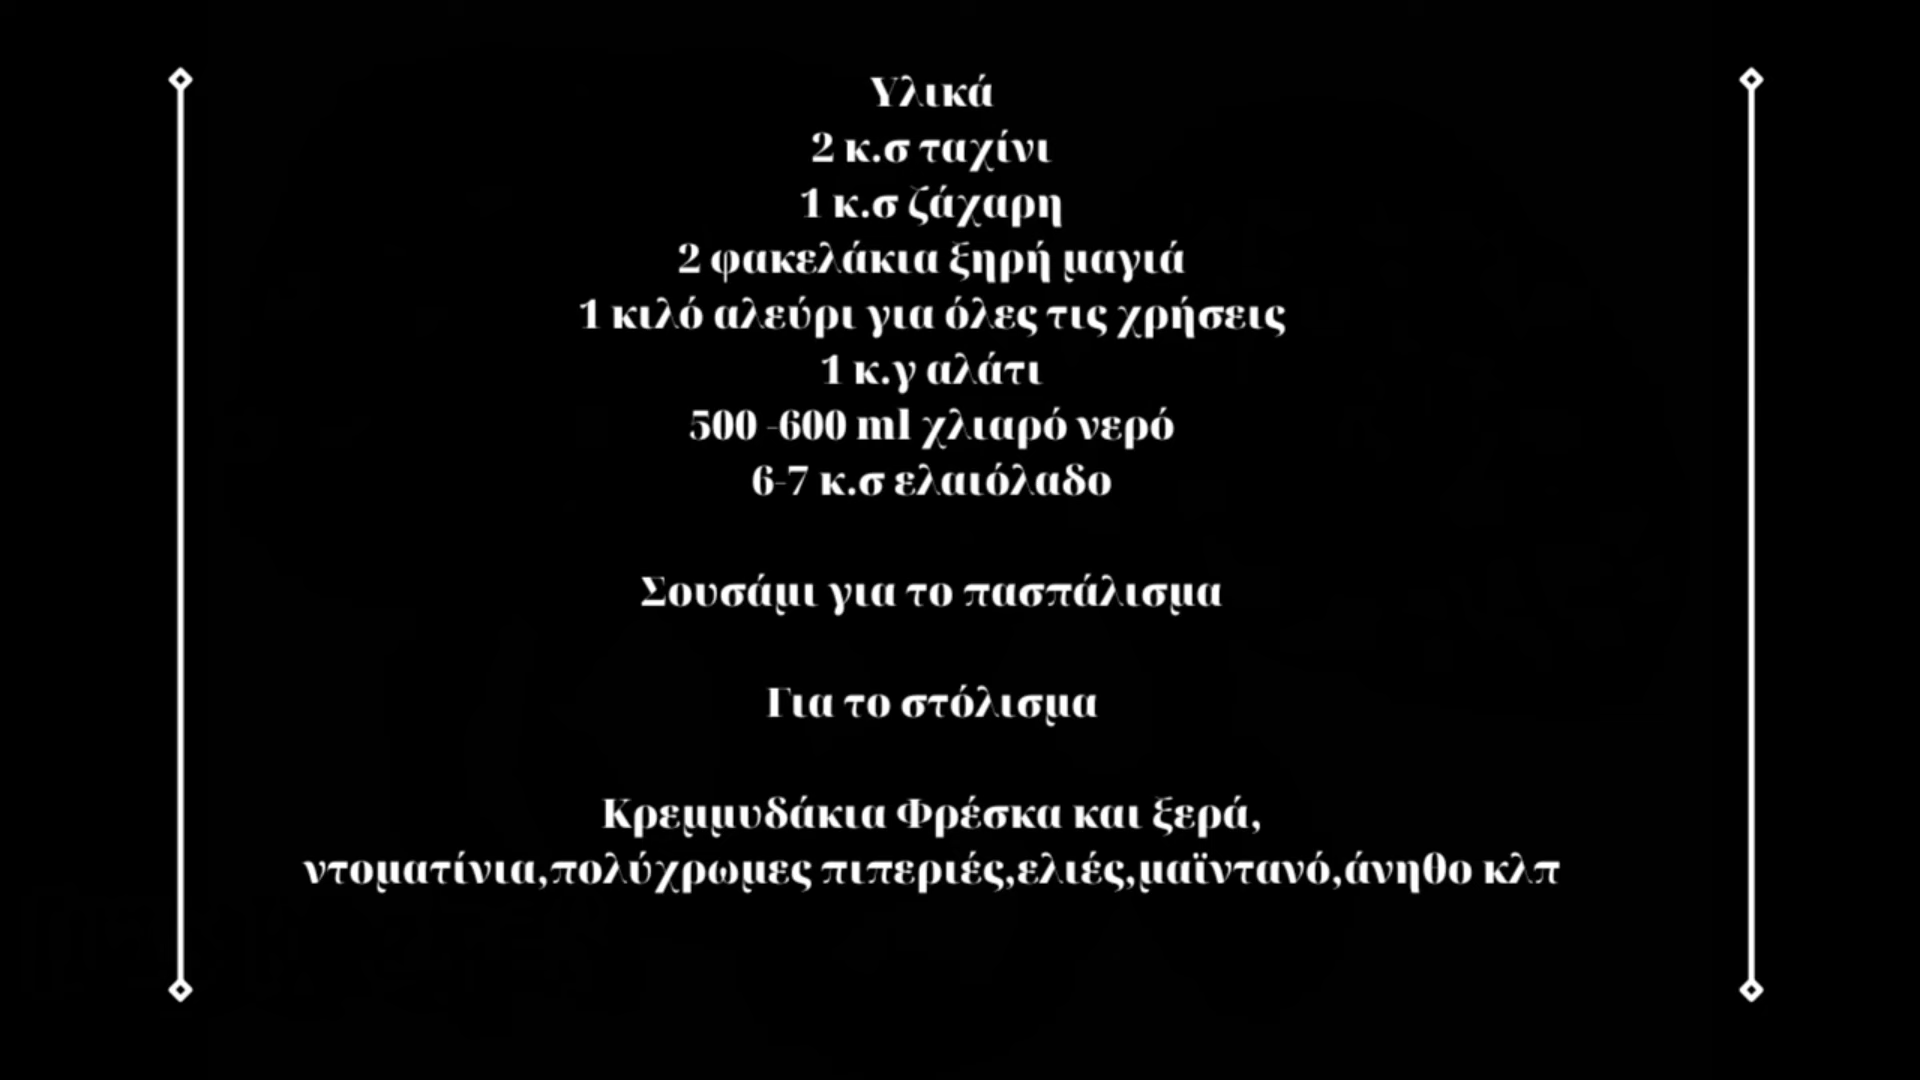 Υλικά
2 κ.σ ταχίνι
1 κ.σ ζάχαρη
2 φακελάκια ξηρή μαγιά
1 κιλό αλεύρι για όλες τις χρήσεις
1 κ.γ αλάτι
500 -600 ml χλιαρό νερό
6-7 κ.σ ελαιόλαδο
Σουσάμι για το πασπάλισμα
Για το στόλισμα
Κρεμμυδάκια Φρέσκα και ξερά,
ντοματίνια,πολύχρωμες πιπεριές,ελιές,μαϊντανό,άνηθο κλπ